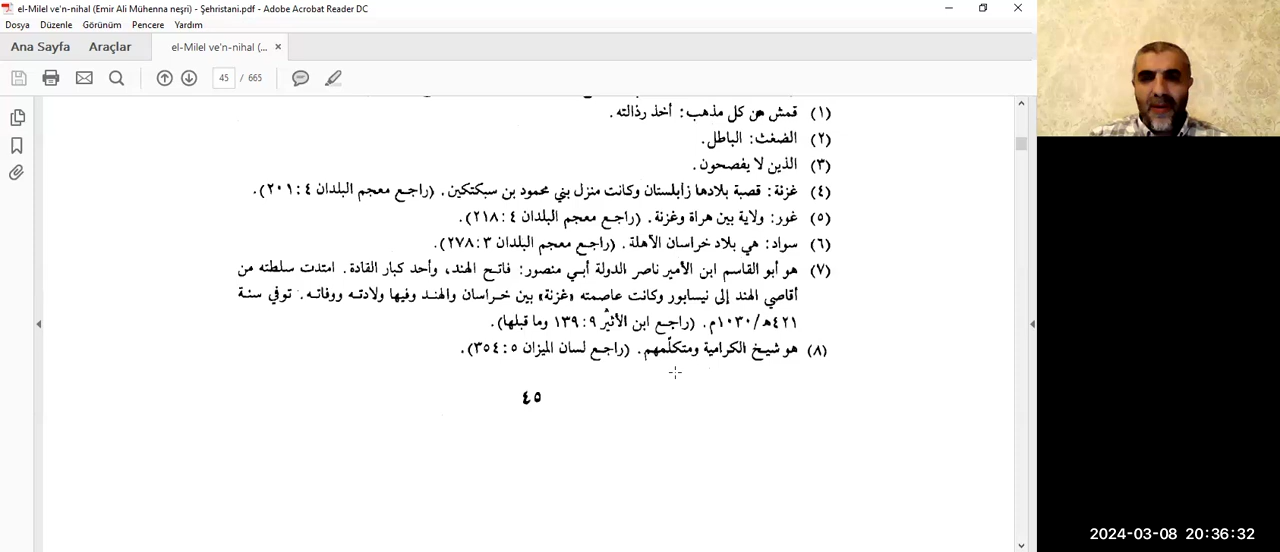 el-Milel ve'n-nihal (Emir Ali Mühenna neşri) - Şehristani.pdf - Adobe Acrobat Reader DC
Dosya Düzenle Görünüm Pencere Yardım
Ana Sayfa Araçlar el-Milel ve'n-nihal (... ×
45 / 665
(١) قمش من كل مذهب: أخذ رذالته.
(٢) الضغث: الباطل.
(٣) الذين لا يفصحون.
(٤) غزنة: قصبة بلادها زابلستان وكانت منزل بني محمود بن سبكتكين. (راجع معجم البلدان ٤: ٢٠١).
(٥) غور: ولاية بين هراة وغزنة. (راجع معجم البلدان ٤: ٢١٨).
(٦) سواد: هي بلاد خراسان الآهلة. (راجع معجم البلدان ٣: ٢٧٨).
(٧) هو أبو القاسم ابن الأمير ناصر الدولة أبي منصور: فاتح الهند، وأحد كبار القادة. امتدت سلطته من
أقاصي الهند إلى نيسابور وكانت عاصمته «غزنة» بين خراسان والهند وفيها ولادته ووفاته. توفي سنة
٤٢١هـ/١٠٣٠م. (راجع ابن الأثير ٩: ١٣٩ وما قبلها).
(٨) هو شيخ الكرامية ومتكلّمهم. (راجع لسان الميزان ٥: ٣٥٤).
٤٥
2024-03-08 20:36:32